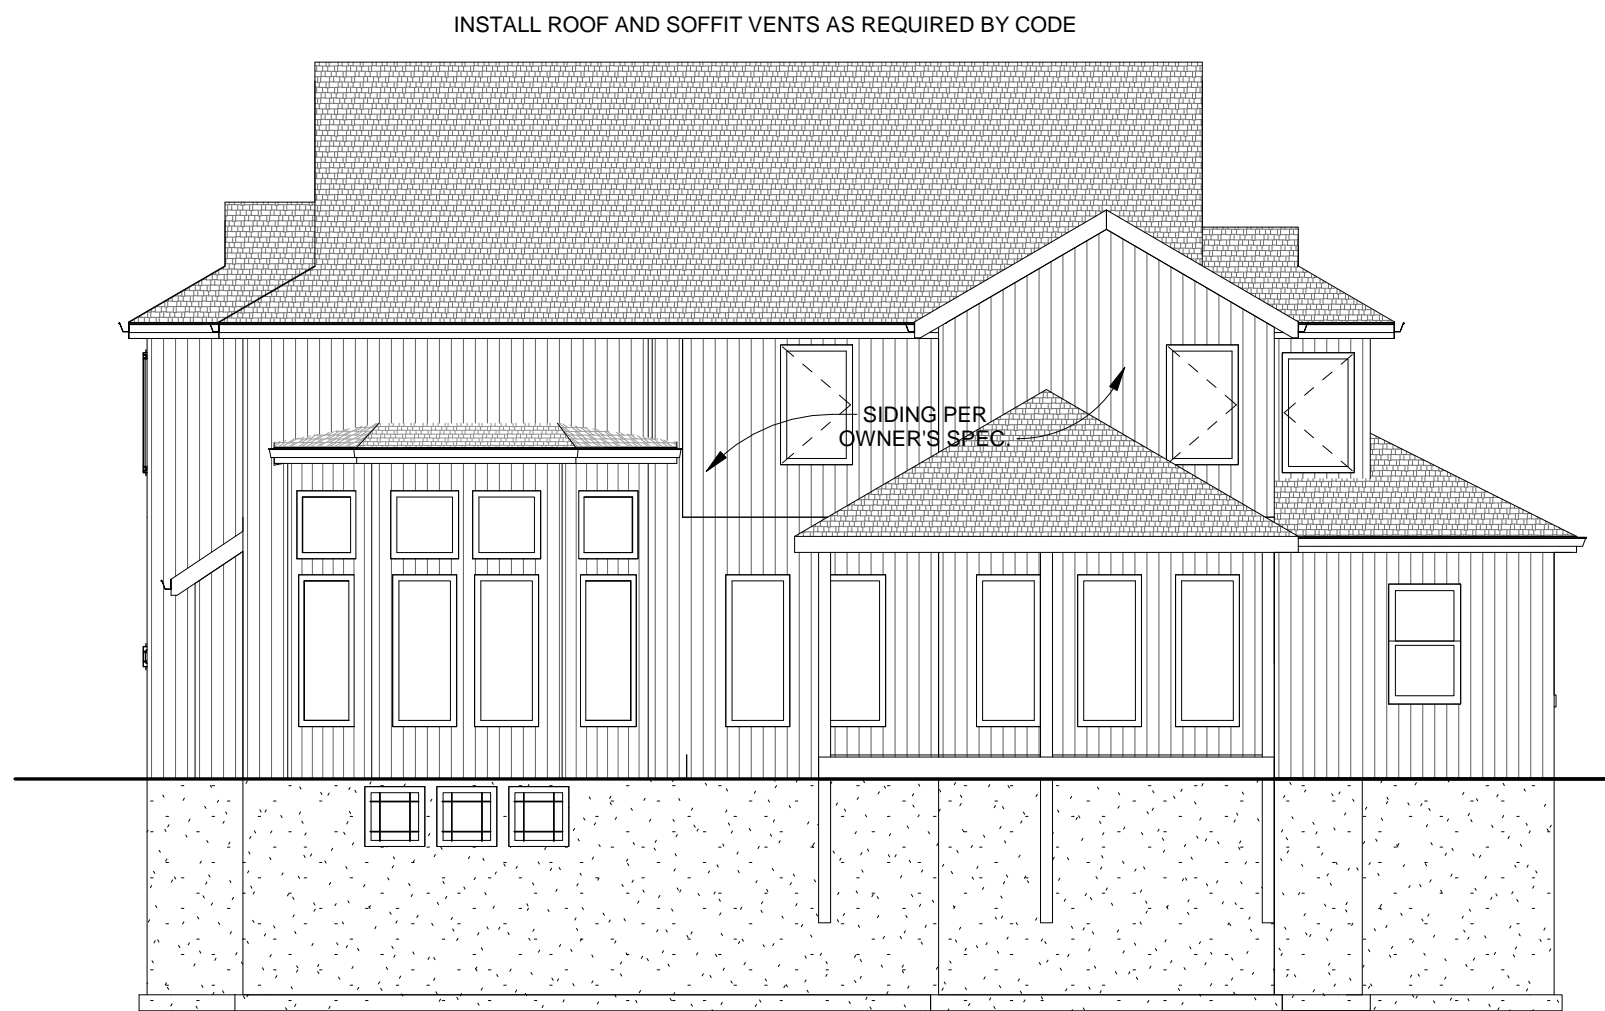 INSTALL ROOF AND SOFFIT VENTS AS REQUIRED BY CODE
SIDING PER
OWNER'S SPEC.